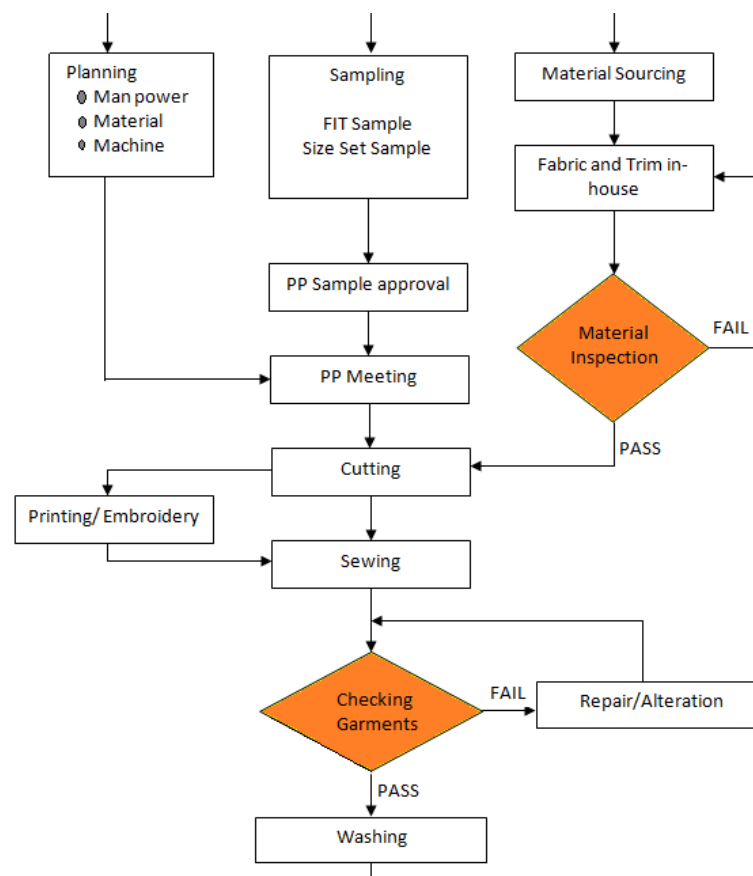 Planning
Man power
Material
Machine
Sampling
FIT Sample
Size Set Sample
Material Sourcing
Fabric and Trim in-
house
PP Sample approval
Material
Inspection
FAIL
PP Meeting
PASS
Cutting
Printing/ Embroidery
Sewing
Checking
Garments
FAIL
Repair/Alteration
PASS
Washing